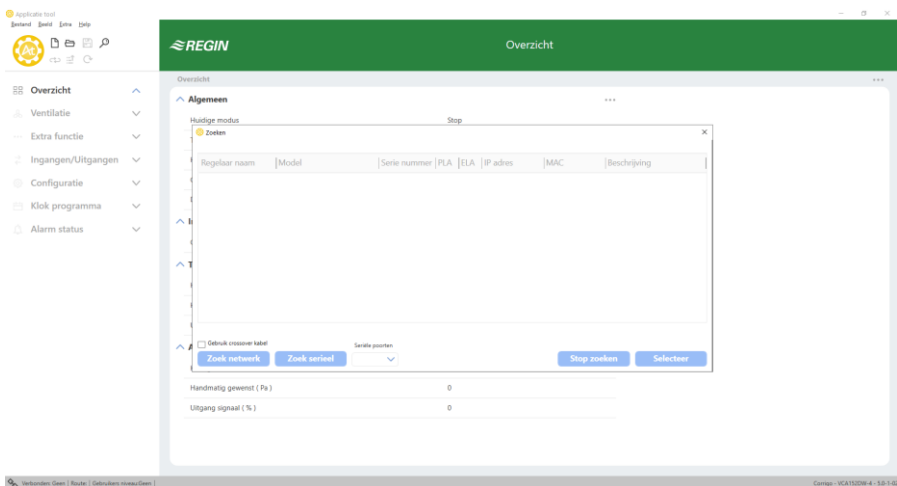 Applicatie tool
Bestand Beeld Extra Help
REGIN
Overzicht
Overzicht
Overzicht
Ventilatie
Extra functie
Ingangen/Uitgangen
Configuratie
Klok programma
Alarm status
Algemeen
Huidige modus Stop
Zoeken
Regelaar naam Model Serie nummer PLA ELA IP adres MAC Beschrijving
Gebruik crossover kabel
Seriële poorten
Zoek netwerk Zoek serieel Stop zoeken Selecteer
Handmatig gewenst ( Pa ) 0
Uitgang signaal ( % ) 0
Verbonden: Geen | Route: | Gebruikers niveau:Geen |